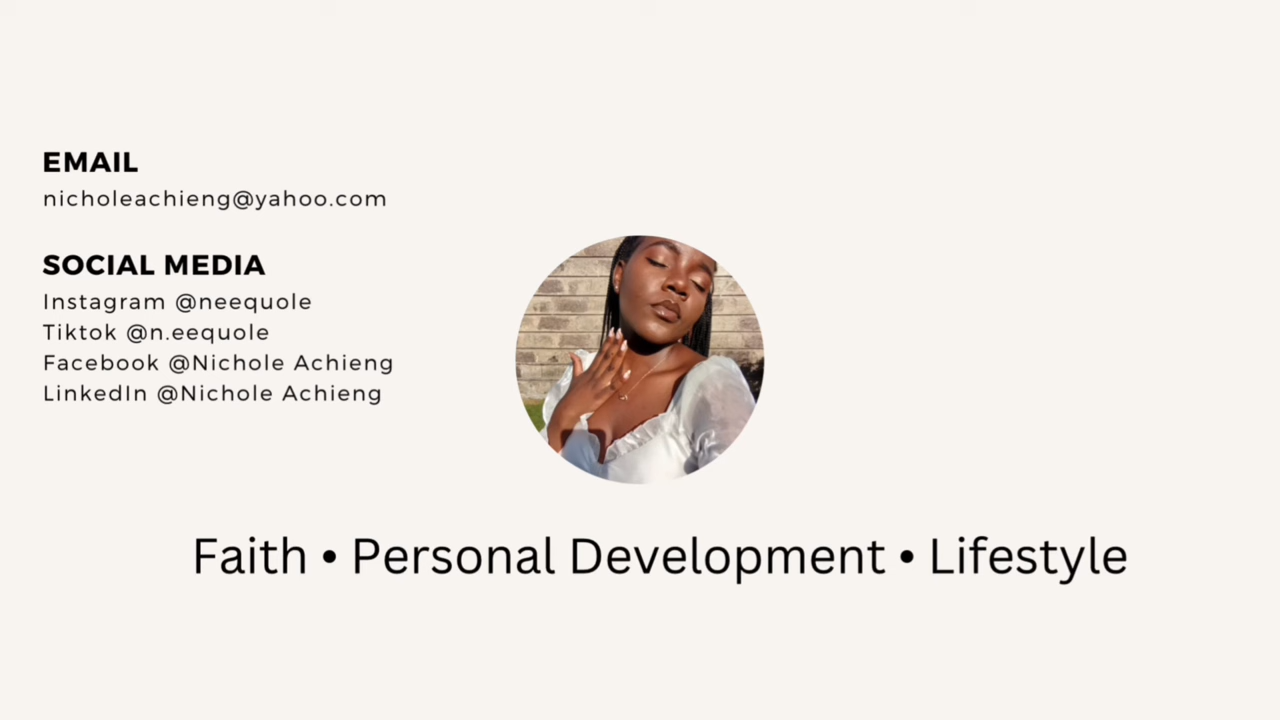 EMAIL
nicholeachieng@yahoo.com
SOCIAL MEDIA
Instagram @neequole
Tiktok @n.eequole
Facebook @Nichole Achieng
LinkedIn @Nichole Achieng
Faith • Personal Development • Lifestyle